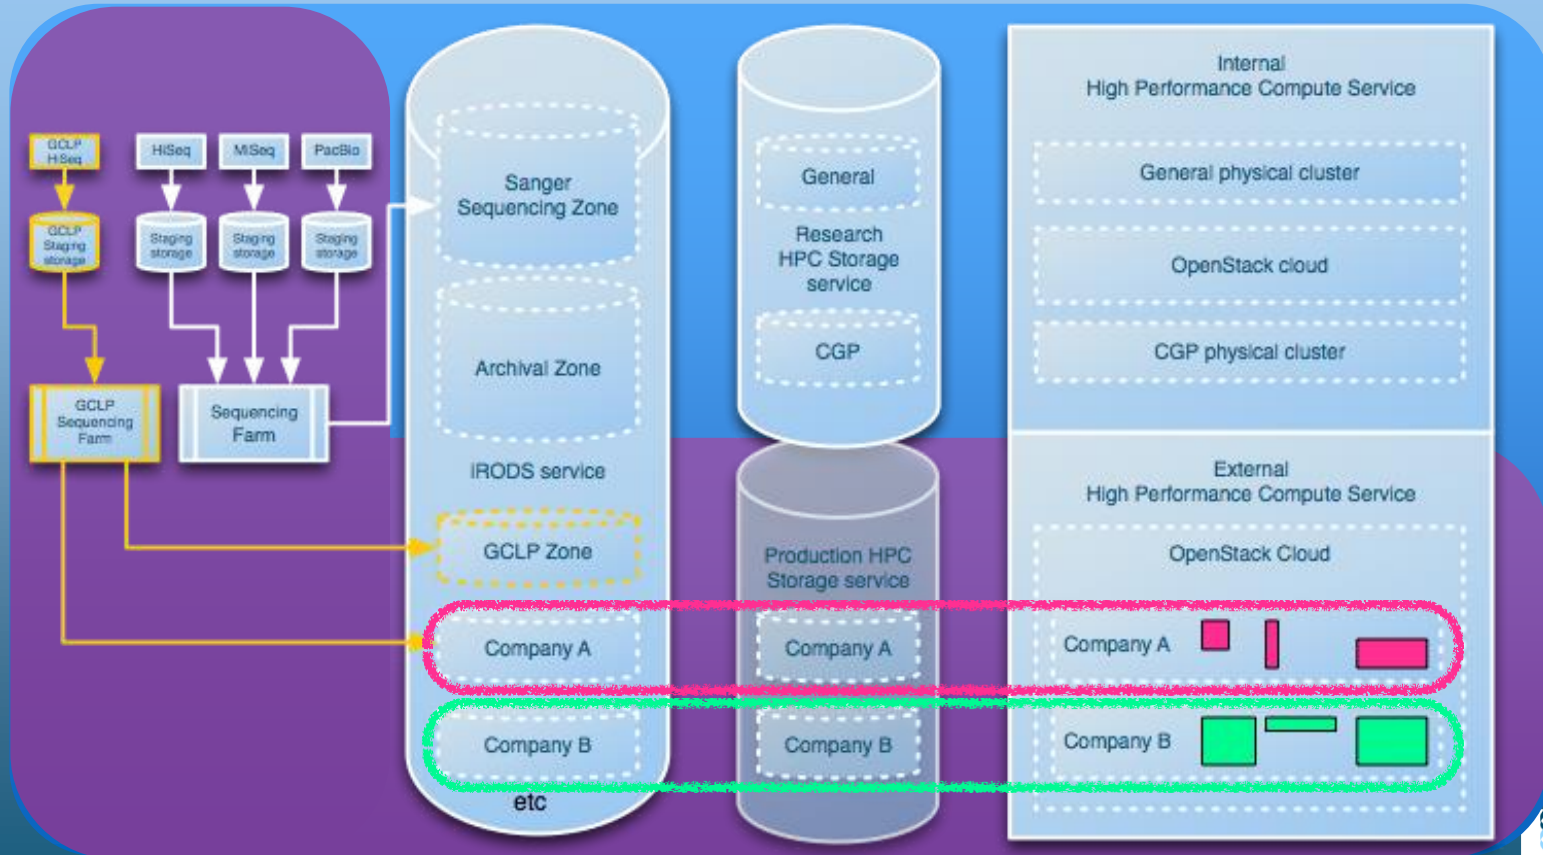 GCLP
HiSeq
HiSeq
MiSeq
PacBio
GCLP
Staging
storage
Staging
storage
Staging
storage
Staging
storage
GCLP
Sequencing
Farm
Sequencing
Farm
Sanger
Sequencing Zone
Archival Zone
iRODS service
GCLP Zone
Company A
Company B
etc
General
Research
HPC Storage
service
CGP
Production HPC
Storage service
Company A
Company B
Internal
High Performance Compute Service
General physical cluster
OpenStack cloud
CGP physical cluster
External
High Performance Compute Service
OpenStack Cloud
Company A
Company B